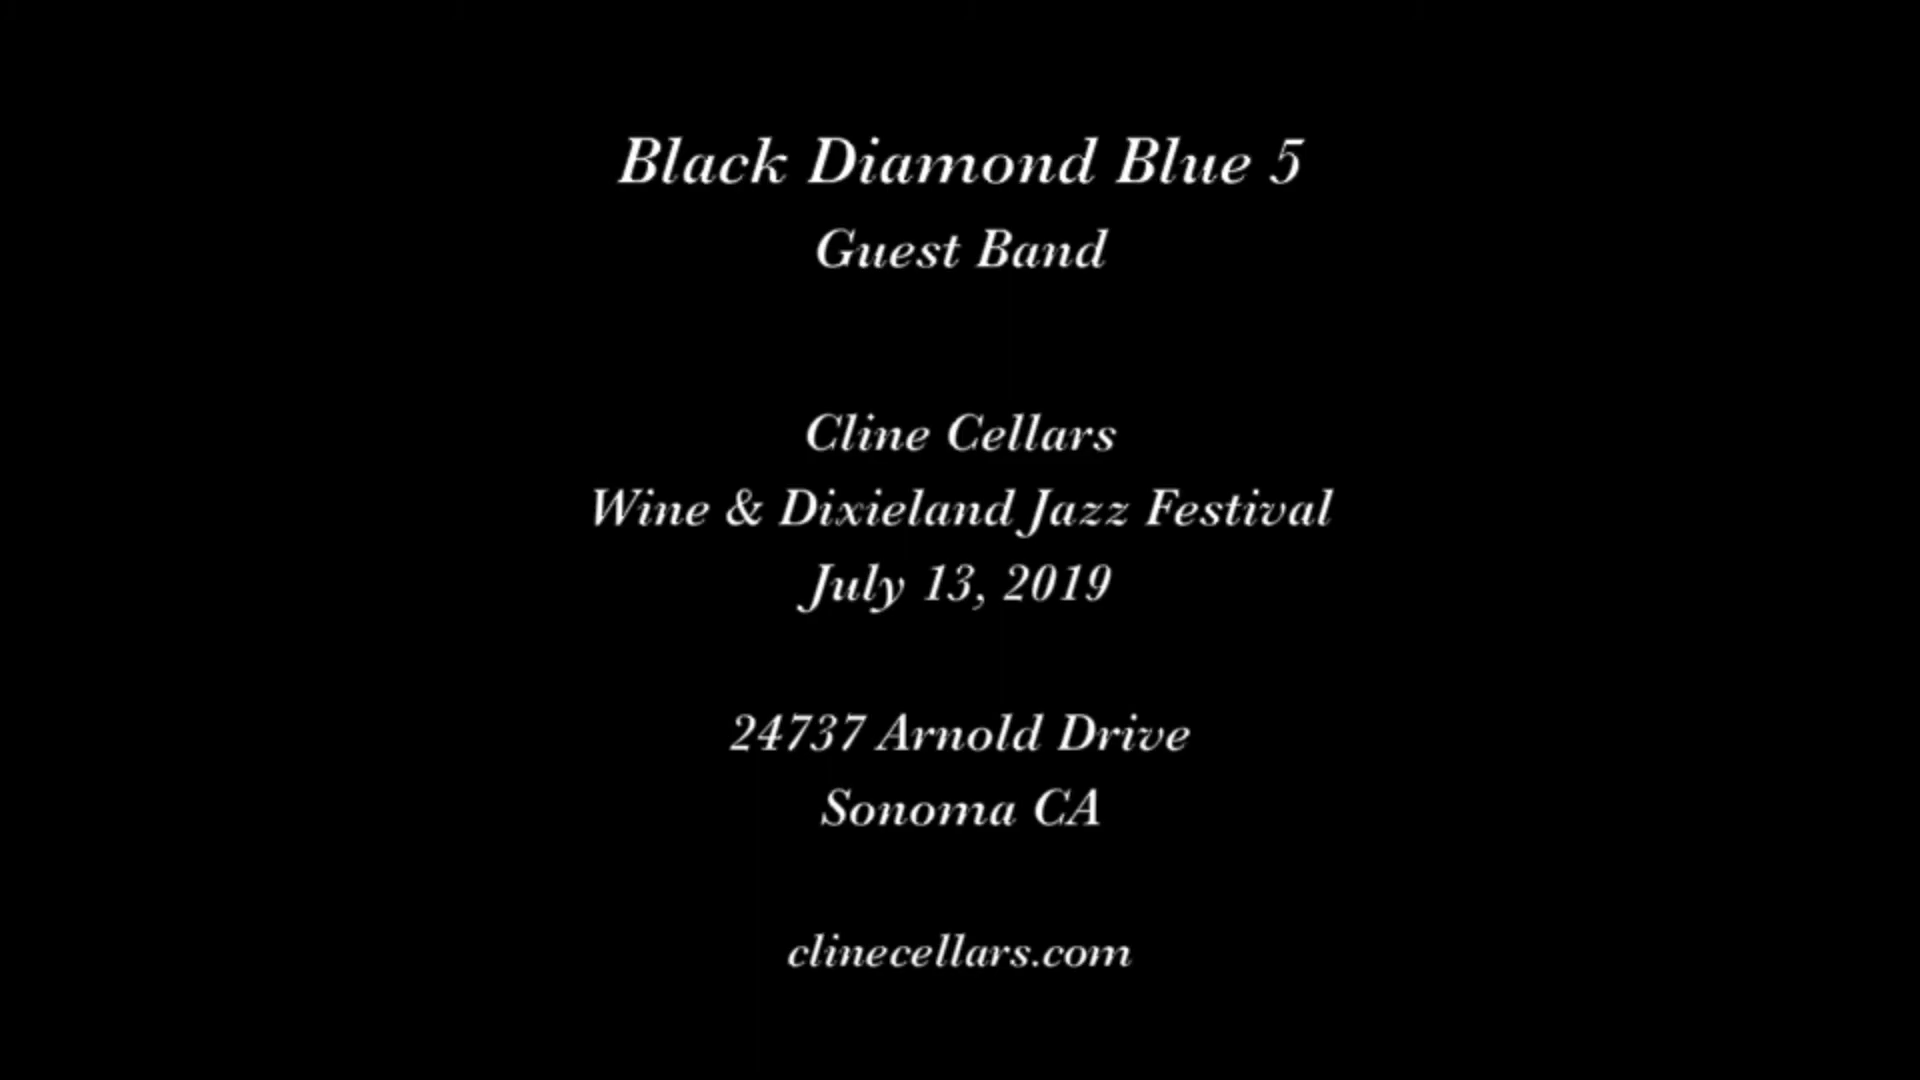 Black Diamond Blue 5
Guest Band
Cline Cellars
Wine & Dixieland Jazz Festival
July 13, 2019
24737 Arnold Drive
Sonoma CA
clinecellars.com